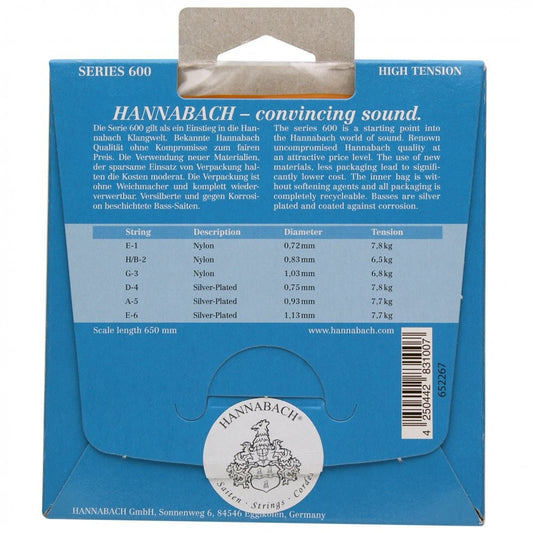 SERIES 600 HIGH TENSION
HANNABACH – convincing sound.
Die Serie 600 gilt als ein Einstieg in die Han-
nabach Klangwelt. Bekannte Hannabach
Qualität ohne Kompromisse zum fairen
Preis. Die Verwendung neuer Materialien,
der sparsame Einsatz von Verpackung hal-
ten die Kosten moderat. Die Verpackung ist
ohne Weichmacher und komplett wieder-
verwertbar. Versilberte und gegen Korrosi-
on beschichtete Bass-Saiten.
The series 600 is a starting point into
the Hannabach world of sound. Renown
uncompromised Hannabach quality at
an attractive price level. The use of new
materials, less packaging lead to signifi-
cantly lower cost. The inner bag is with-
out softening agents and all packaging is
completely recycleable. Basses are silver
plated and coated against corrosion.
String Description Diameter Tension
E-1 Nylon 0,72 mm 7,8 kg
H/B-2 Nylon 0,83 mm 6,5 kg
G-3 Nylon 1,03 mm 6,8 kg
D-4 Silver-Plated 0,75 mm 7,8 kg
A-5 Silver-Plated 0,93 mm 7,7 kg
E-6 Silver-Plated 1,13 mm 7,7 kg
Scale length 650 mm www.hannabach.com
4 250442 831007
652267
HANNABACH®
Saiten · Strings · Cordes
HANNABACH GmbH, Sonnenweg 6, 84546 Egglkofen, Germany